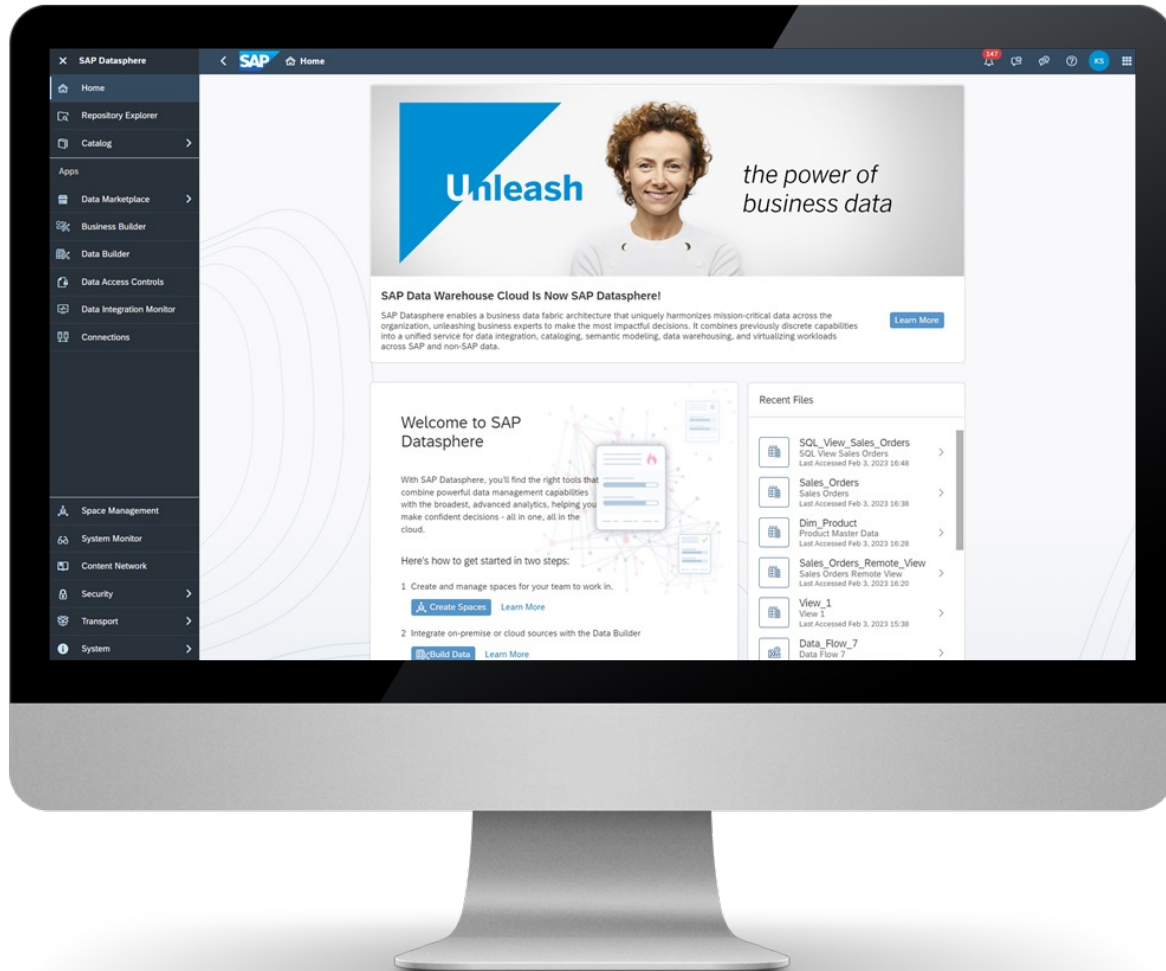 SAP Datasphere
Home
Repository Explorer
Catalog
Apps
Data Marketplace
Business Builder
Data Builder
Data Access Controls
Data Integration Monitor
Connections
Space Management
System Monitor
Content Network
Security
Transport
System
SAP
Home
147
KS
Unleash
the power of
business data
SAP Data Warehouse Cloud Is Now SAP Datasphere!
SAP Datasphere enables a business data fabric architecture that uniquely harmonizes mission-critical data across the
organization, unleashing business experts to make the most impactful decisions. It combines previously discrete capabilities
into a unified service for data integration, cataloging, semantic modeling, data warehousing, and virtualizing workloads
across SAP and non-SAP data.
Learn More
Welcome to SAP
Datasphere
With SAP Datasphere, you'll find the right tools that
combine powerful data management capabilities
with the broadest, advanced analytics, helping you
make confident decisions - all in one, all in the
cloud.
Here's how to get started in two steps:
1 Create and manage spaces for your team to work in.
Create Spaces Learn More
2 Integrate on-premise or cloud sources with the Data Builder
Build Data Learn More
Recent Files
SQL_View_Sales_Orders
SQL View Sales Orders
Last Accessed Feb 3, 2023 16:48
Sales_Orders
Sales Orders
Last Accessed Feb 3, 2023 16:38
Dim_Product
Product Master Data
Last Accessed Feb 3, 2023 16:28
Sales_Orders_Remote_View
Sales Orders Remote View
Last Accessed Feb 3, 2023 16:20
View_1
View 1
Last Accessed Feb 3, 2023 15:38
Data_Flow_7
Data Flow 7